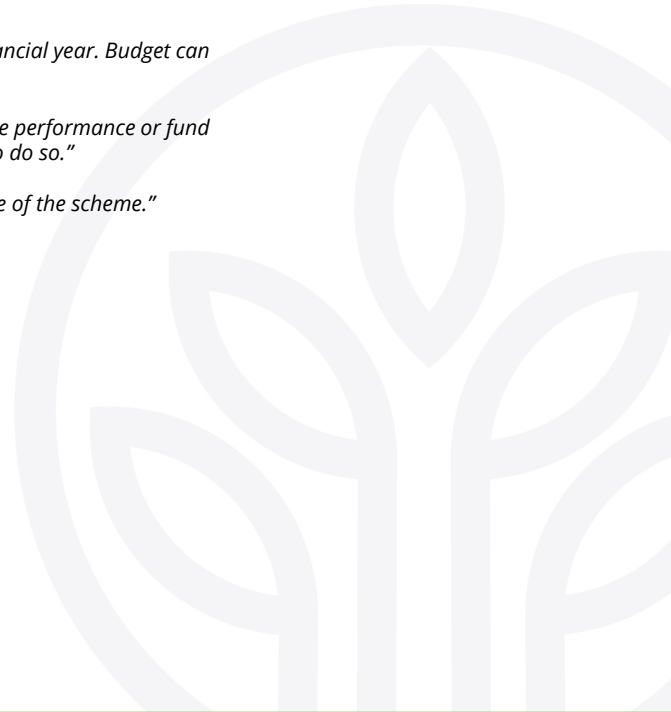 ancial year. Budget can
e performance or fund
o do so.”
e of the scheme.”